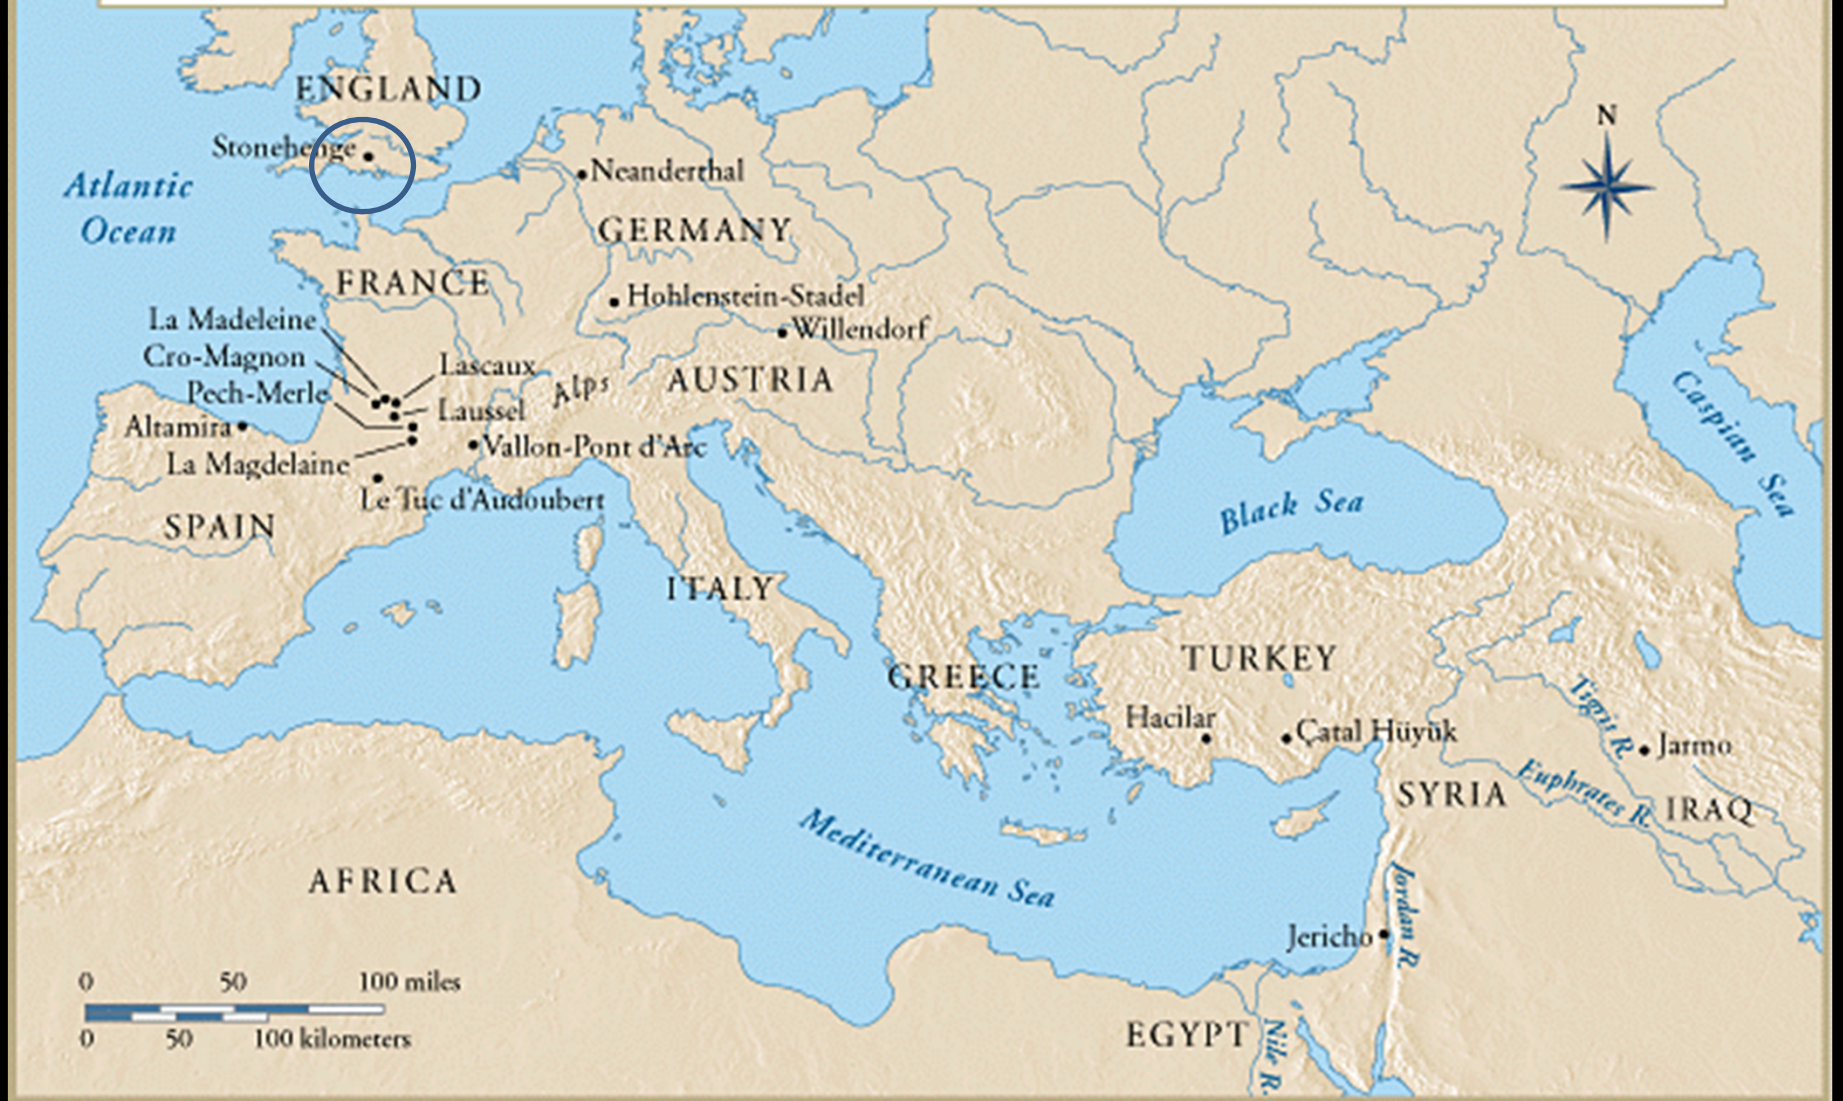 ENGLAND
N
Stonehenge
Neanderthal
Atlantic
Ocean
GERMANY
FRANCE
Hohlenstein-Stadel
La Madeleine
Willendorf
Cro-Magnon
Lascaux
Alps
AUSTRIA
Pech-Merle
Laussel
Altamira
Vallon-Pont d'Arc
Caspian Sea
La Magdelaine
Le Tuc d'Audoubert
SPAIN
Black Sea
ITALY
TURKEY
GREECE
Hacilar
Çatal Hüyük
Tigris R.
Jarmo
SYRIA
Euphrates R.
IRAQ
Mediterranean Sea
AFRICA
Jordan R.
Jericho
0 50 100 miles
0 50 100 kilometers
EGYPT
Nile R.